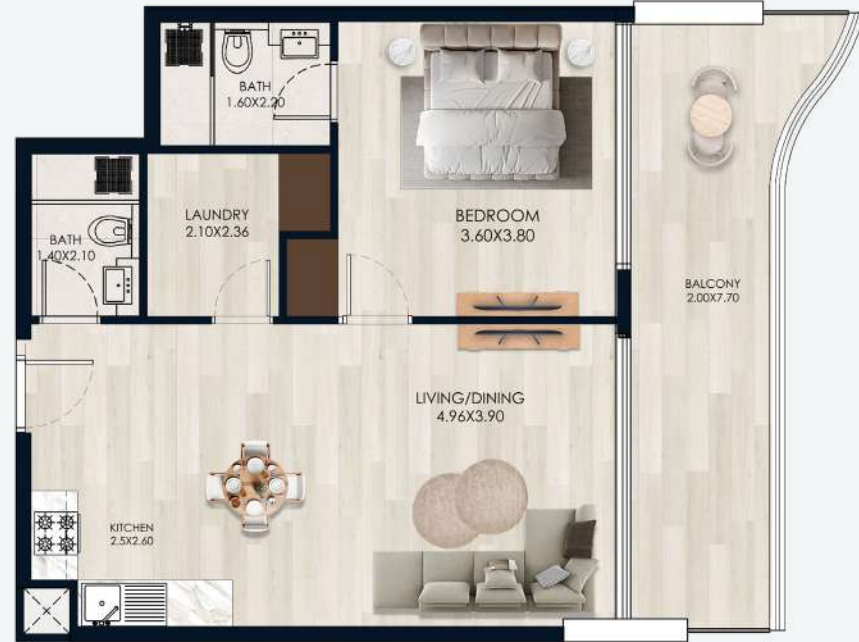 BATH
1.60X2.20
LAUNDRY
2.10X2.36
BATH
1.40X2.10
BEDROOM
3.60X3.80
BALCONY
2.00X7.70
LIVING/DINING
4.96X3.90
KITCHEN
2.5X2.60